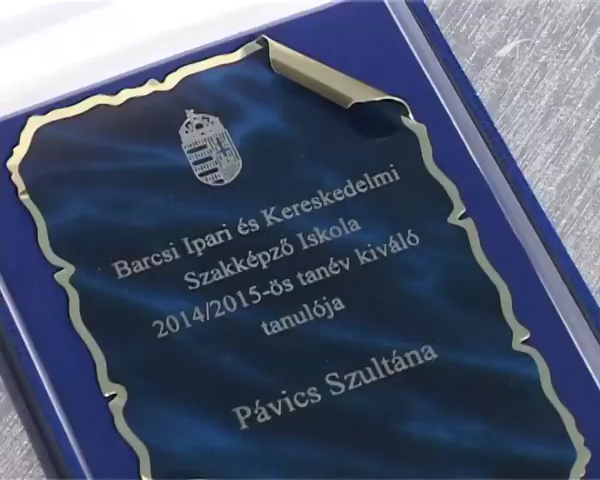 Barcsi Ipari és Kereskedelmi
Szakképző Iskola
2014/2015-ös tanév kiváló
tanulója
Pávics Szultána